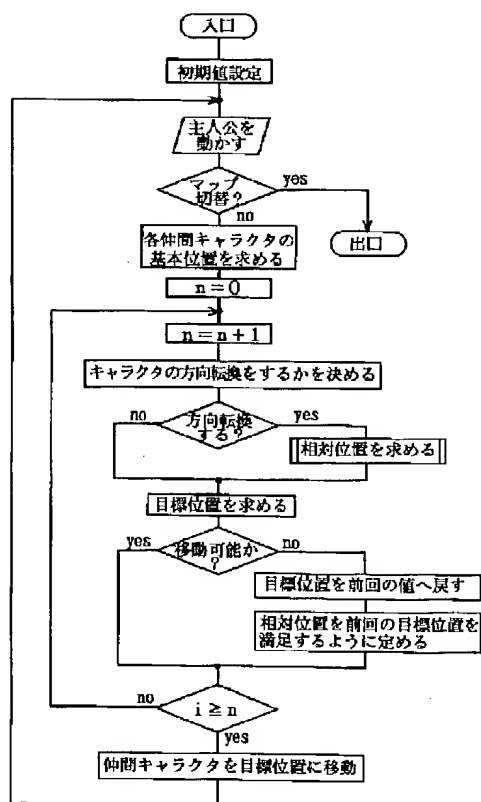 入口
初期値設定
主人公を
動かす
マップ
切替?
yes
no
出口
各仲間キャラクタの
基本位置を求める
n=0
n=n+1
キャラクタの方向転換をするかを決める
no
方向転換
する?
yes
相対位置を求める
目標位置を求める
yes
移動可能か
?
no
目標位置を前回の値へ戻す
相対位置を前回の目標位置を
満足するように定める
no
i≧n
yes
仲間キャラクタを目標位置に移動